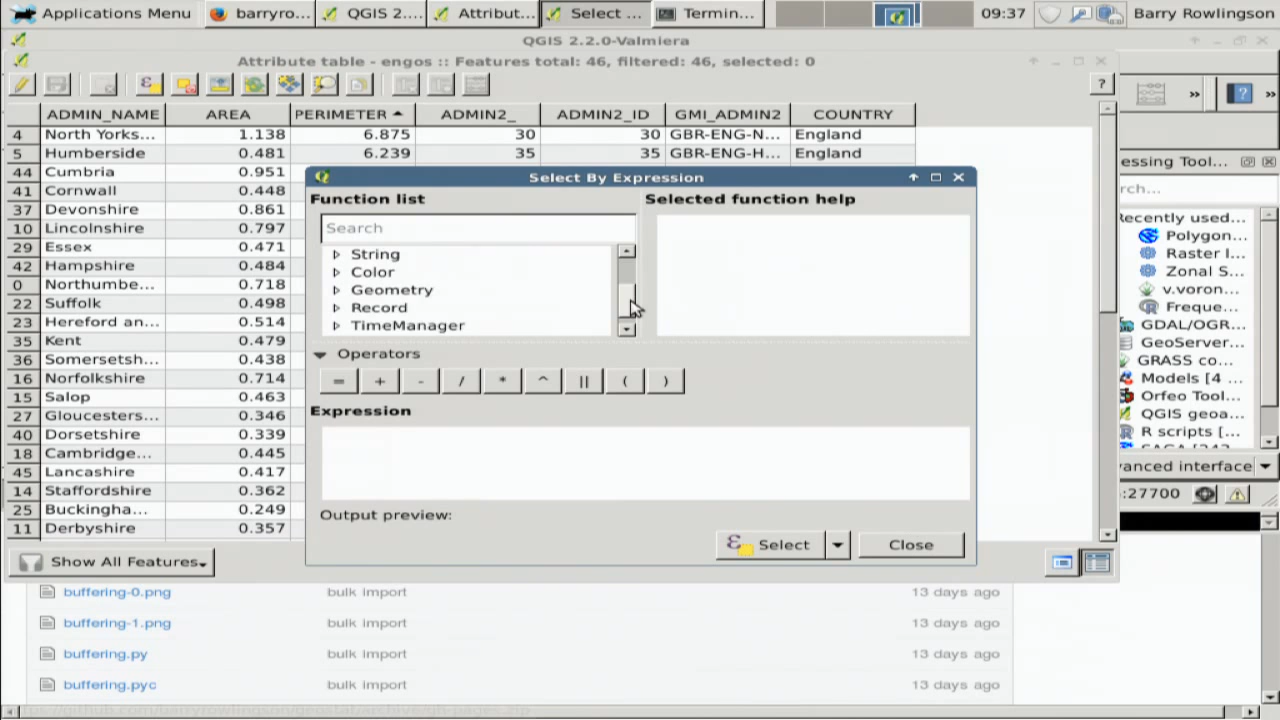 Applications Menu barryro... QGIS 2.... Attribut... Select ... Termin... 09:37 Barry Rowlingson
QGIS 2.2.0-Valmiera
Attribute table - engos :: Features total: 46, filtered: 46, selected: 0
?
» ? »
ADMIN_NAME AREA PERIMETER ADMIN2_ ADMIN2_ID GMI_ADMIN2 COUNTRY
4 North Yorks... 1.138 6.875 30 30 GBR-ENG-N... England
5 Humberside 0.481 6.239 35 35 GBR-ENG-H... England
44 Cumbria 0.951
41 Cornwall 0.448
37 Devonshire 0.861
10 Lincolnshire 0.797
29 Essex 0.471
42 Hampshire 0.484
0 Northumbe... 0.718
22 Suffolk 0.498
23 Hereford an... 0.514
35 Kent 0.479
36 Somersetsh... 0.438
16 Norfolkshire 0.714
15 Salop 0.463
27 Gloucesters... 0.346
40 Dorsetshire 0.339
18 Cambridge... 0.445
45 Lancashire 0.417
14 Staffordshire 0.362
25 Buckingha... 0.249
11 Derbyshire 0.357
Show All Features
Select By Expression
Function list
Selected function help
Search
String
Color
Geometry
Record
TimeManager
Operators
= + - / * ^ || ( )
Expression
Output preview:
ε Select Close
essing Tool...
rch...
Recently used...
Polygon...
Raster l...
Zonal S...
v.voron...
Freque...
GDAL/OGR...
GeoServer...
GRASS co...
Models [4 ...
Orfeo Tool...
QGIS geoa...
R scripts [...
vanced interface
:27700
buffering-0.png bulk import 13 days ago
buffering-1.png bulk import 13 days ago
buffering.py bulk import 13 days ago
buffering.pyc bulk import 13 days ago